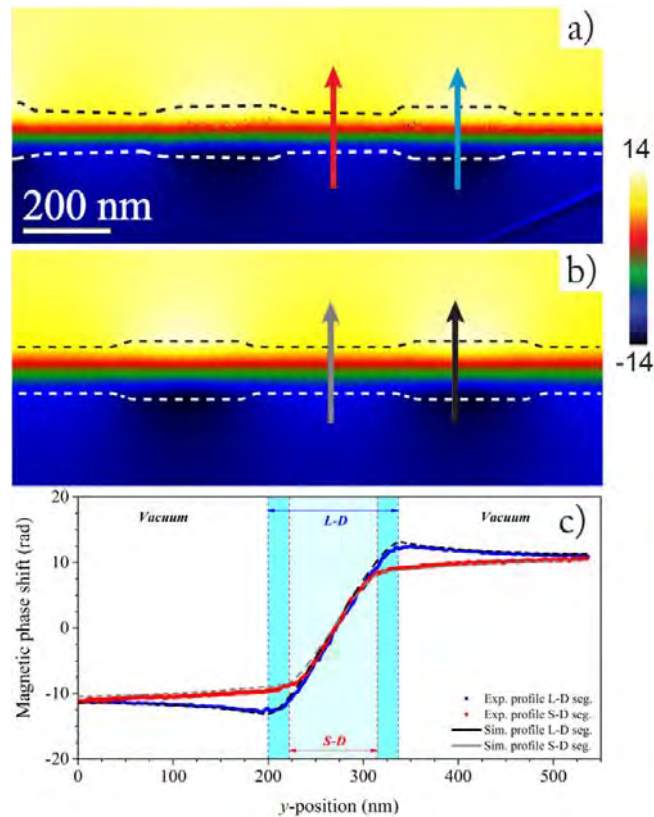 a)
14
200 nm
b)
-14
c)
20
10
0
-10
-20
Magnetic phase shift (rad)
Vacuum
L-D
Vacuum
Exp. profile L-D seg.
Exp. profile S-D seg.
Sim. profile L-D seg.
Sim. profile S-D seg.
S-D
0 100 200 300 400 500
y-position (nm)